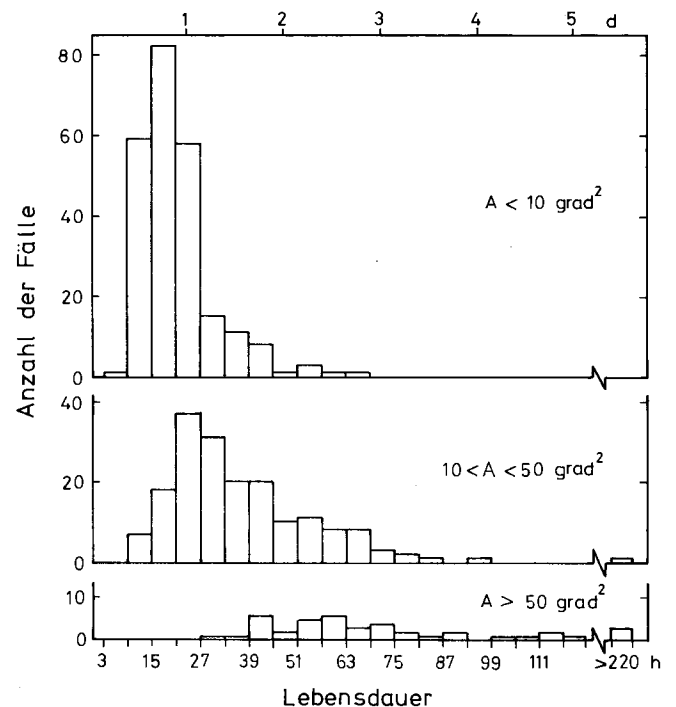 1 2 3 4 5 d
80
60
40
20
0
A < 10 grad²
40
20
0
10 < A < 50 grad²
10
0
A > 50 grad²
3 15 27 39 51 63 75 87 99 111 >220 h
Lebensdauer
Anzahl der Fälle